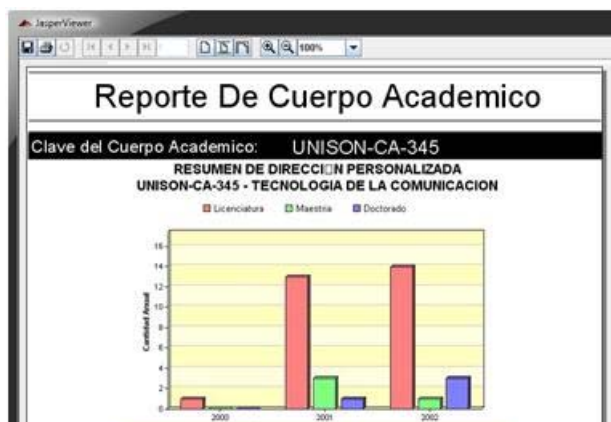 JasperViewer
100%
Reporte De Cuerpo Academico
Clave del Cuerpo Academico: UNISON-CA-345
RESUMEN DE DIRECCI□N PERSONALIZADA
UNISON-CA-345 - TECNOLOGIA DE LA COMUNICACION
Licenciatura Maestria Doctorado
Cantidad Anual
16
14
12
10
8
6
4
2
0
2000 2001 2002